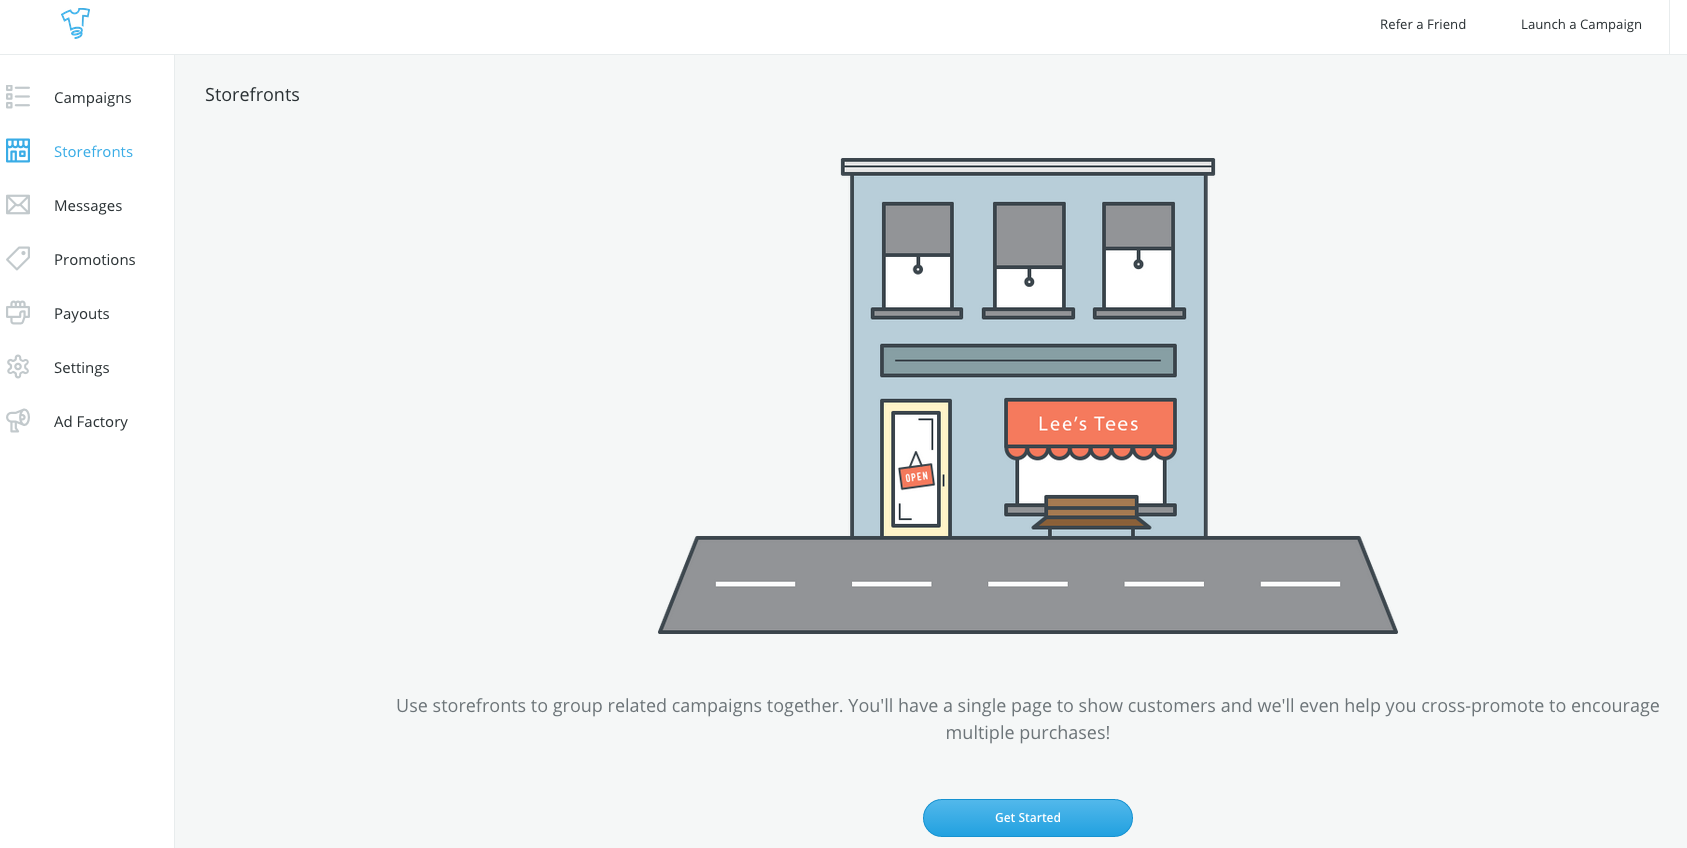 Refer a Friend
Launch a Campaign
Campaigns
Storefronts
Messages
Promotions
Payouts
Settings
Ad Factory
Storefronts
Lee's Tees
OPEN
Use storefronts to group related campaigns together. You'll have a single page to show customers and we'll even help you cross-promote to encourage
multiple purchases!
Get Started